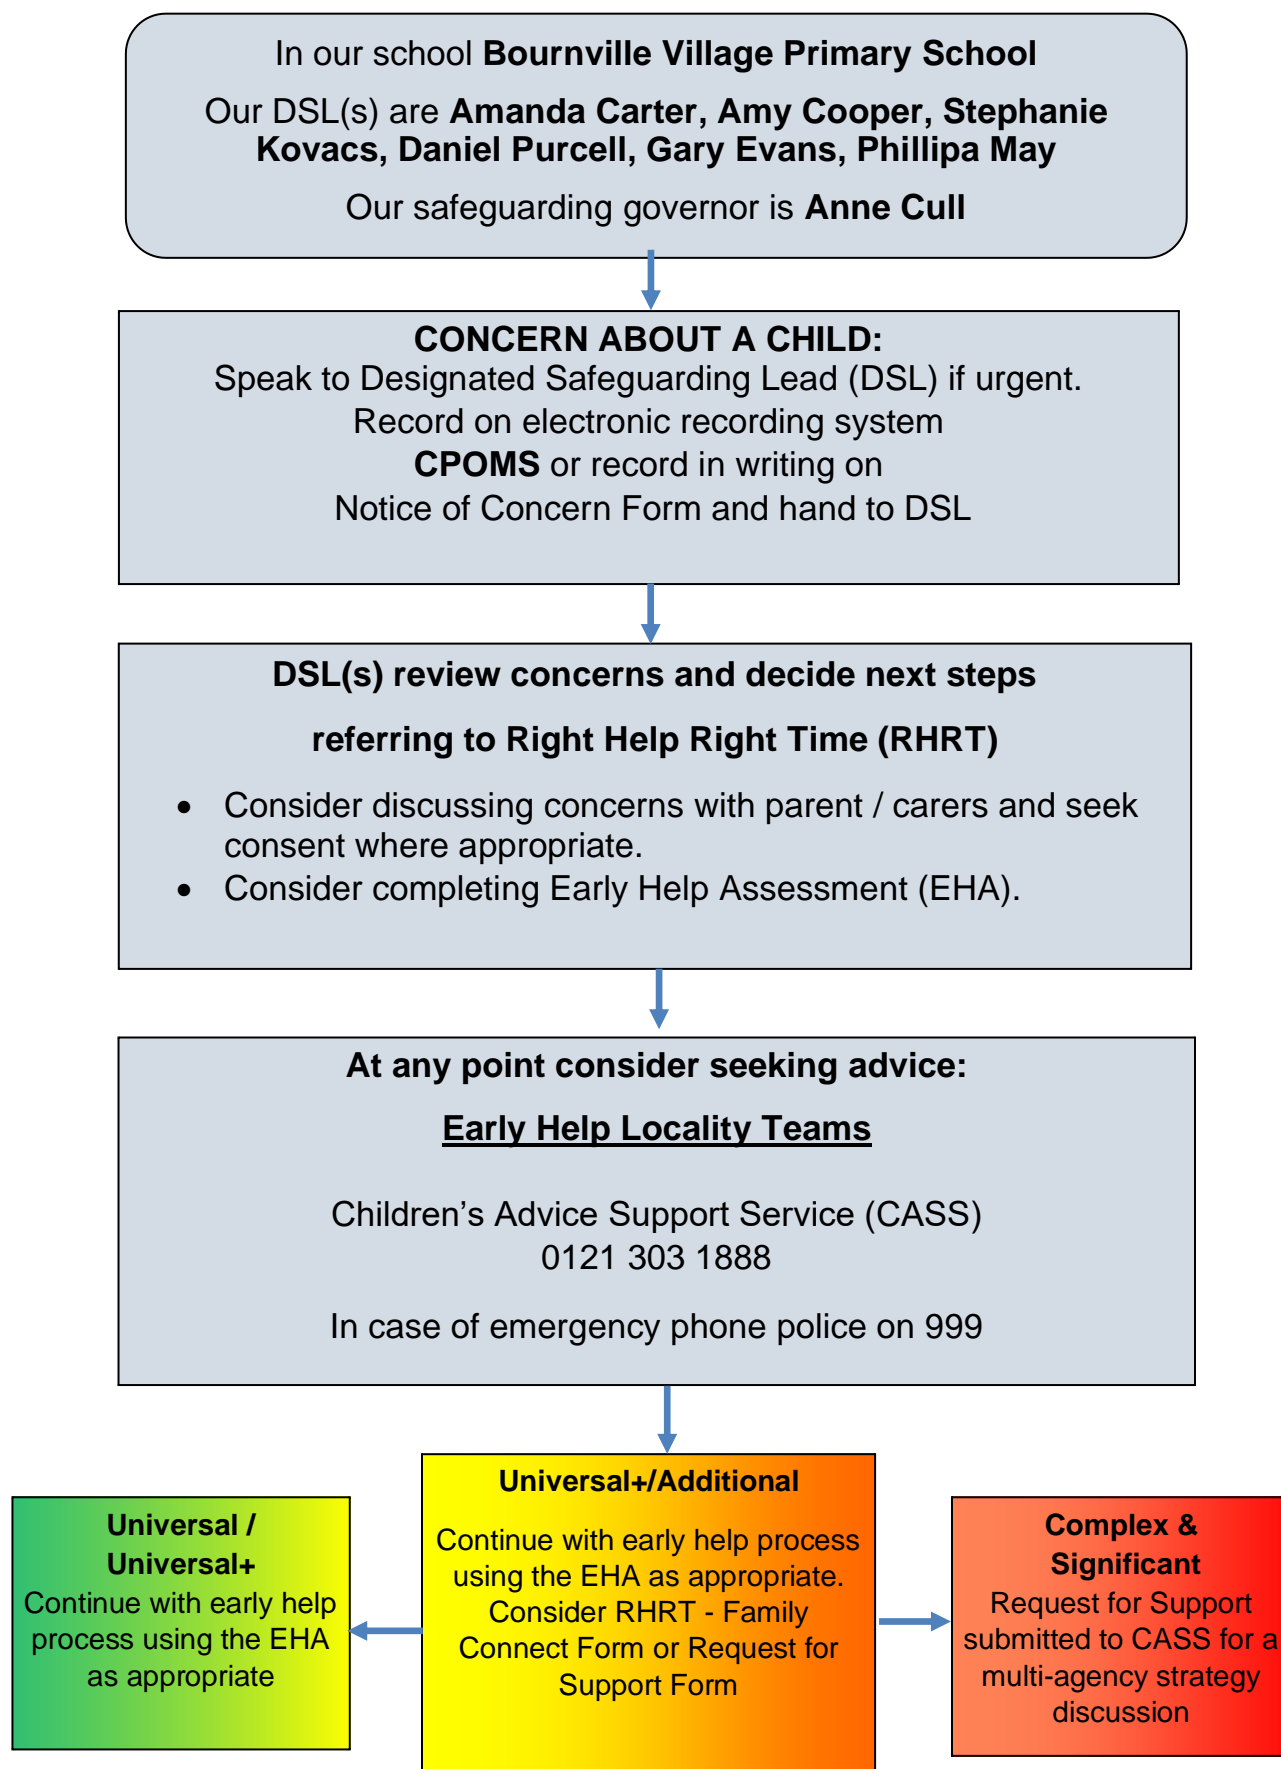 In our school Bournville Village Primary School
Our DSL(s) are Amanda Carter, Amy Cooper, Stephanie
Kovacs, Daniel Purcell, Gary Evans, Phillipa May
Our safeguarding governor is Anne Cull
CONCERN ABOUT A CHILD:
Speak to Designated Safeguarding Lead (DSL) if urgent.
Record on electronic recording system
CPOMS or record in writing on
Notice of Concern Form and hand to DSL
DSL(s) review concerns and decide next steps
referring to Right Help Right Time (RHRT)
• Consider discussing concerns with parent / carers and seek
consent where appropriate.
• Consider completing Early Help Assessment (EHA).
At any point consider seeking advice:
Early Help Locality Teams
Children’s Advice Support Service (CASS)
0121 303 1888
In case of emergency phone police on 999
Universal /
Universal+
Continue with early help
process using the EHA
as appropriate
Universal+/Additional
Continue with early help process
using the EHA as appropriate.
Consider RHRT - Family
Connect Form or Request for
Support Form
Complex &
Significant
Request for Support
submitted to CASS for a
multi-agency strategy
discussion